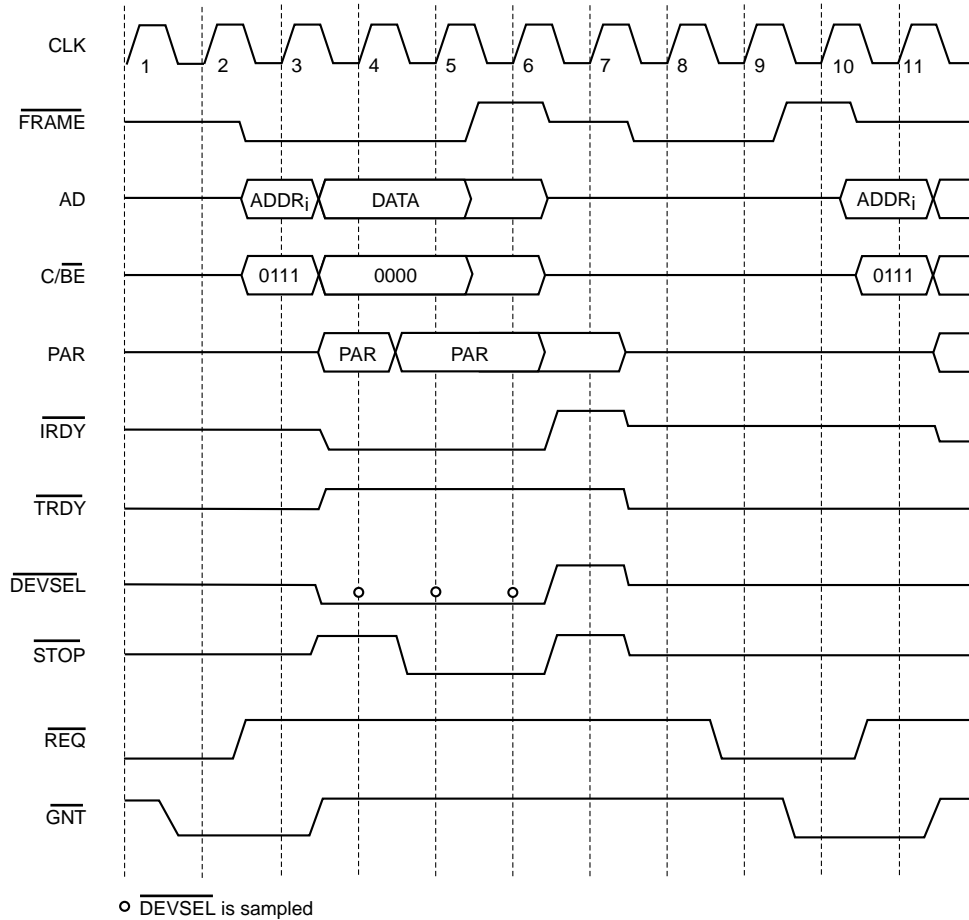 CLK
1 2 3 4 5 6 7 8 9 10 11
FRAME
AD
ADDRi DATA ADDRi
C/BE
0111 0000 0111
PAR
PAR PAR
IRDY
TRDY
DEVSEL
STOP
REQ
GNT
DEVSEL is sampled